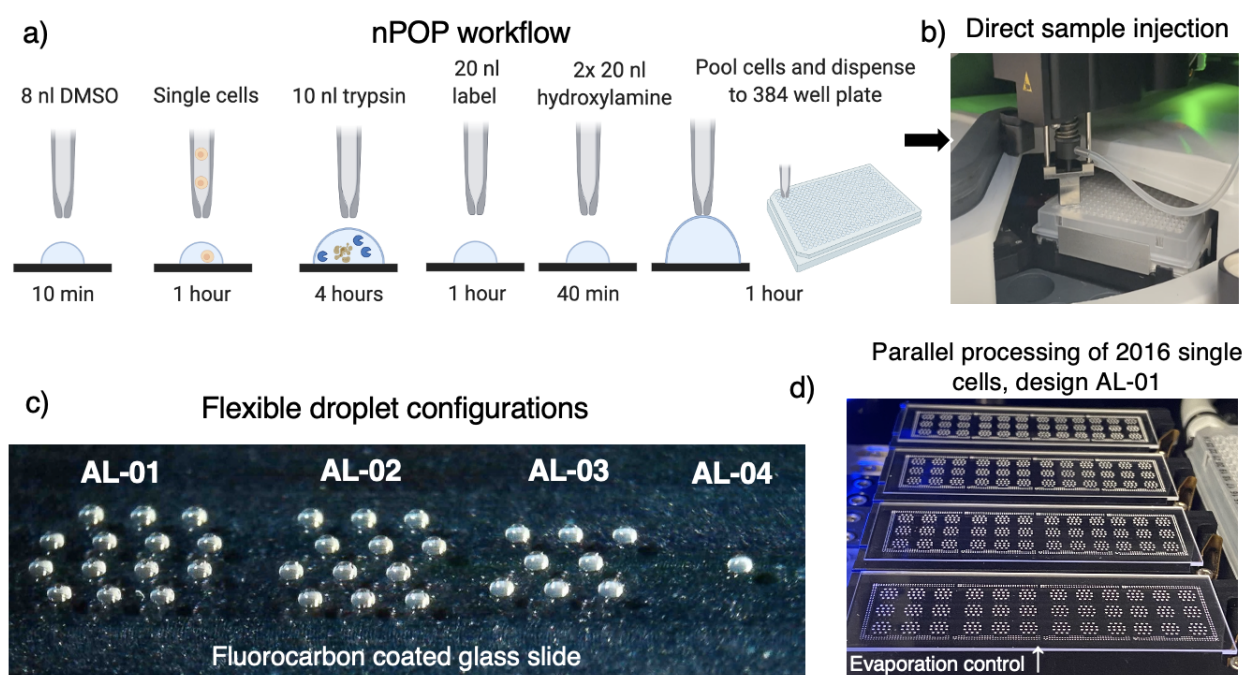 a)
nPOP workflow
8 nl DMSO
Single cells
10 nl trypsin
20 nl
label
2x 20 nl
hydroxylamine
Pool cells and dispense
to 384 well plate
10 min
1 hour
4 hours
1 hour
40 min
1 hour
b)
Direct sample injection
c)
Flexible droplet configurations
AL-01
AL-02
AL-03
AL-04
Fluorocarbon coated glass slide
d)
Parallel processing of 2016 single
cells, design AL-01
Evaporation control ↑